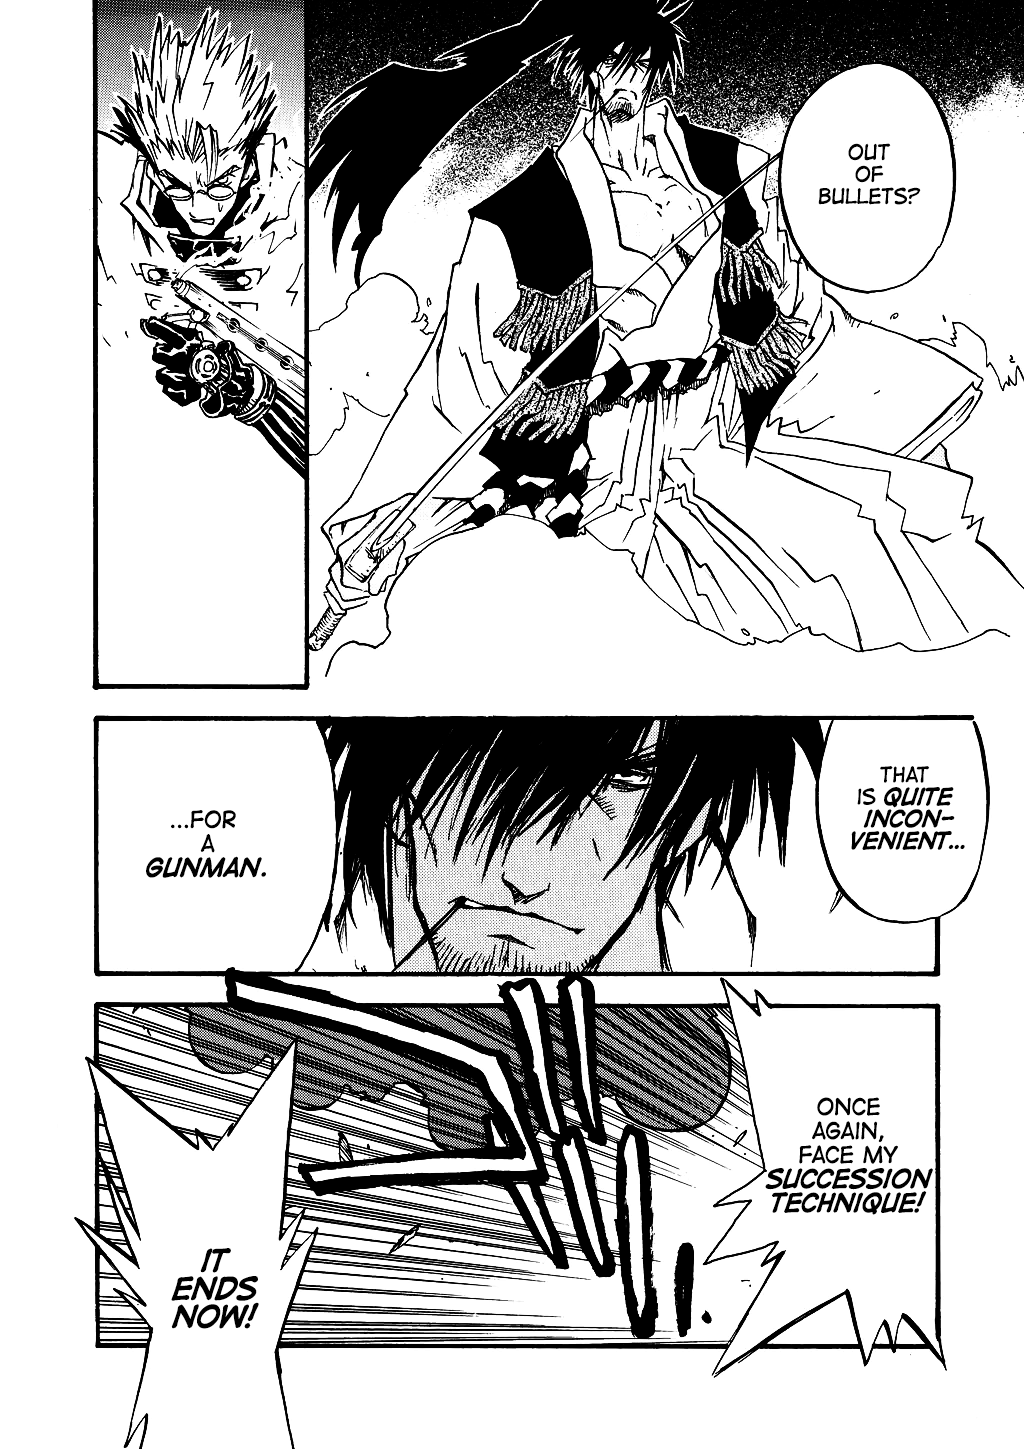 OUT
OF
BULLETS?
THAT
IS QUITE
INCON-
VENIENT...
...FOR
A
GUNMAN.
ONCE
AGAIN,
FACE MY
SUCCESSION
TECHNIQUE!
IT
ENDS
NOW!